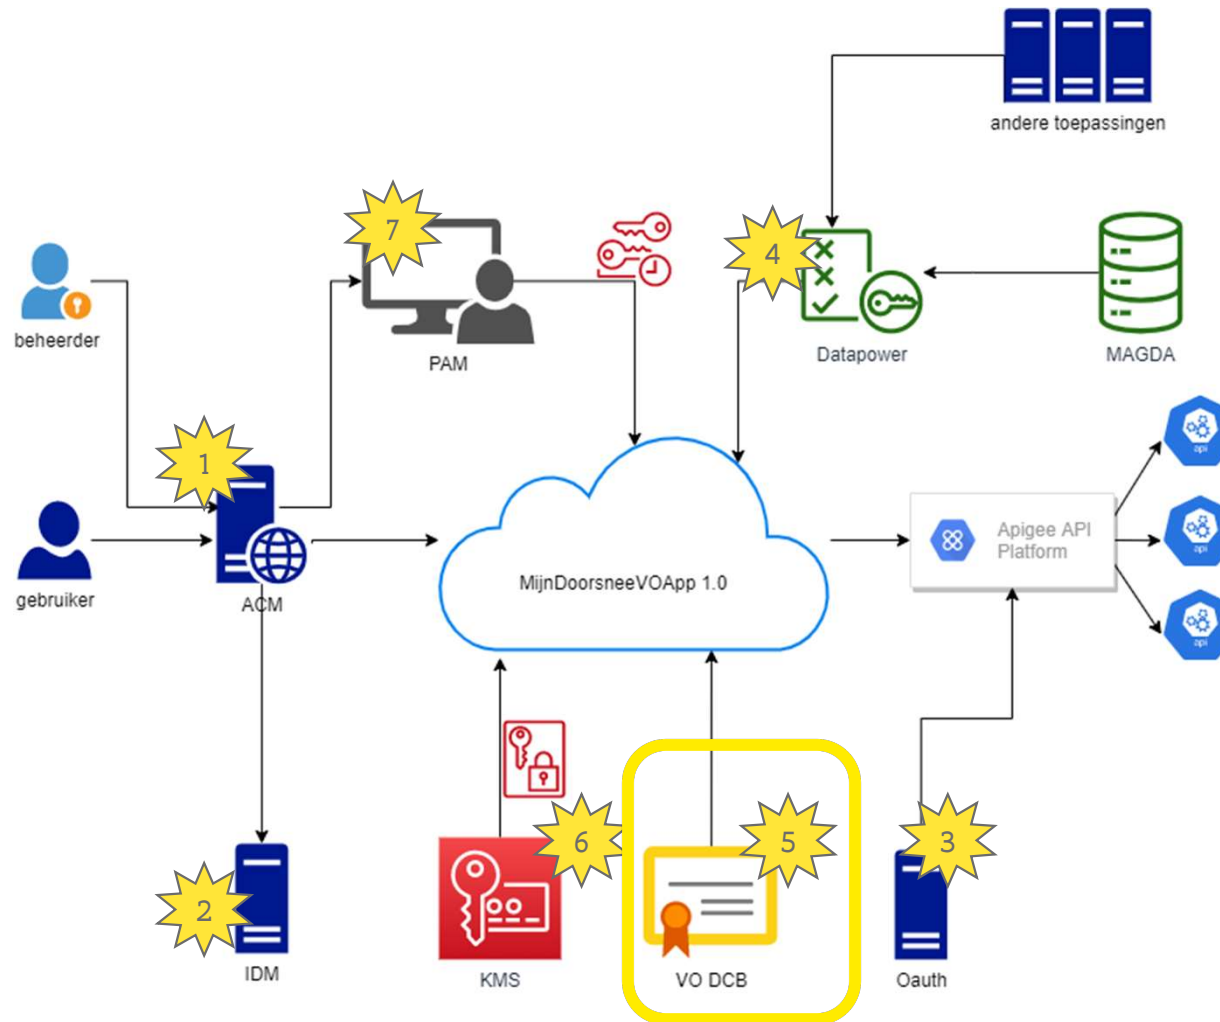 andere toepassingen
7
4
beheerder
PAM
Datapower
MAGDA
api
1
Apigee API
Platform
api
gebruiker
ACM
MijnDoorsneeVOApp 1.0
api
6
5
3
2
IDM
KMS
VO DCB
Oauth